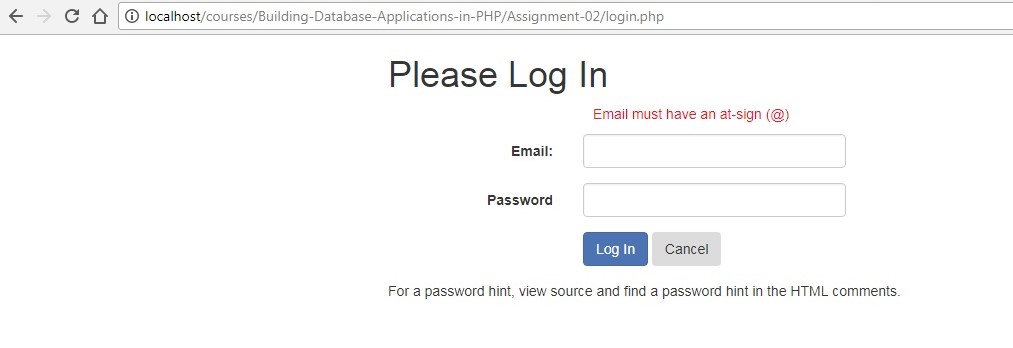 localhost/courses/Building-Database-Applications-in-PHP/Assignment-02/login.php
Please Log In
Email must have an at-sign (@)
Email:
Password
Log In Cancel
For a password hint, view source and find a password hint in the HTML comments.